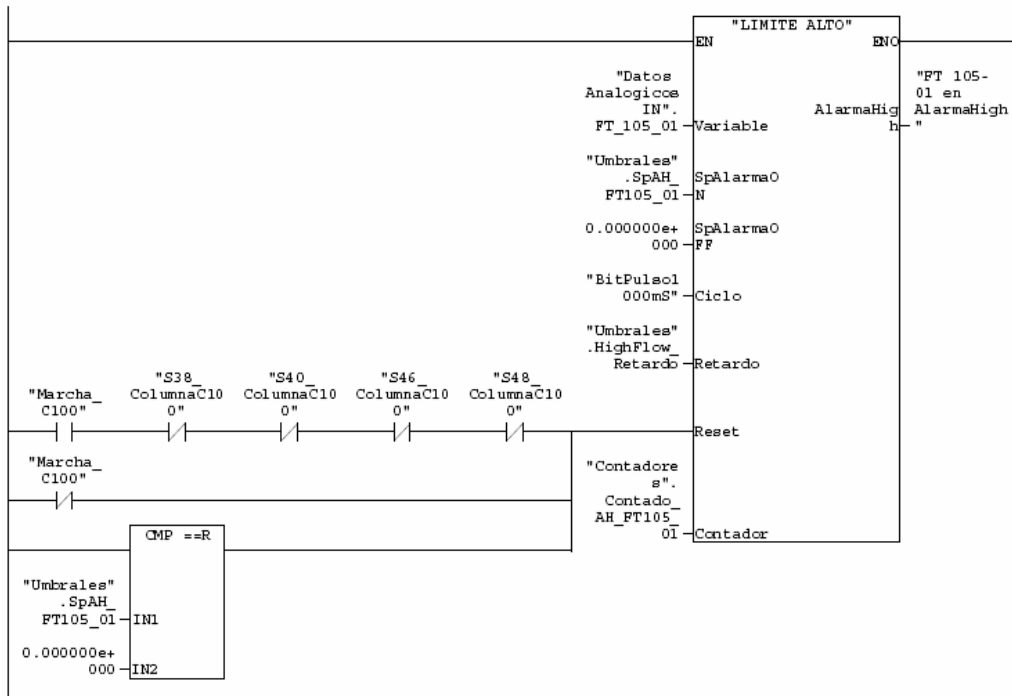 "LIMITE ALTO"
EN ENO
"Datos
Analogicos
IN".
FT_105_01 Variable
"FT 105-
01 en
AlarmaHig AlarmaHigh
h "
"Umbrales"
.SpAH_ SpAlarmaO
FT105_01 N
0.000000e+ SpAlarmaO
000 FF
"BitPulso1
000mS" Ciclo
"Umbrales"
.HighFlow_
Retardo Retardo
"Marcha_
C100"
"S38_
ColumnaC10
0"
"S40_
ColumnaC10
0"
"S46_
ColumnaC10
0"
"S48_
ColumnaC10
0"
Reset
"Marcha_
C100"
"Contadore
s".
Contado_
AH_FT105_
01 Contador
CMP ==R
"Umbrales"
.SpAH_
FT105_01 IN1
0.000000e+
000 IN2